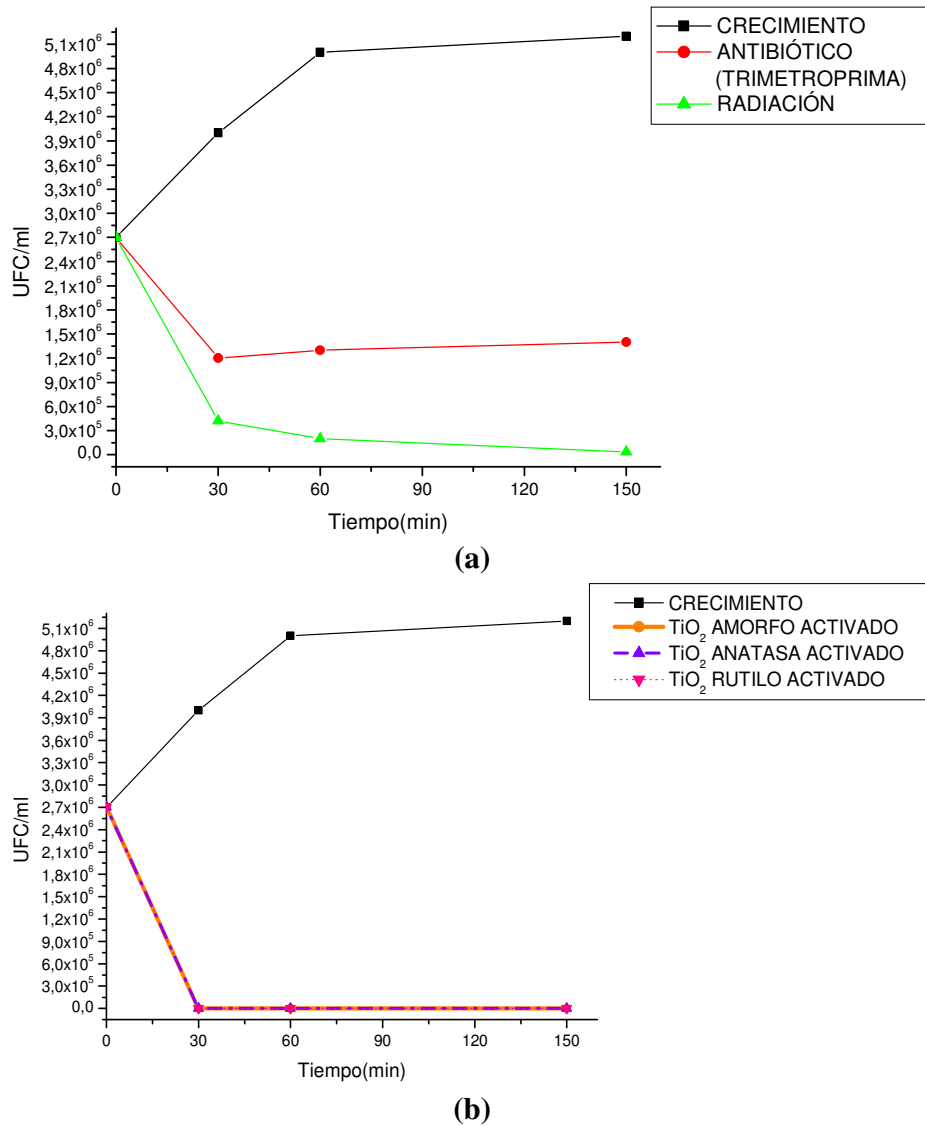 CRECIMIENTO
ANTIBIÓTICO
(TRIMETROPRIMA)
RADIACIÓN
5,1x10⁶
4,8x10⁶
4,5x10⁶
4,2x10⁶
3,9x10⁶
3,6x10⁶
3,3x10⁶
3,0x10⁶
2,7x10⁶
2,4x10⁶
2,1x10⁶
1,8x10⁶
1,5x10⁶
1,2x10⁶
9,0x10⁵
6,0x10⁵
3,0x10⁵
0,0
UFC/ml
0 30 60 90 120 150
Tiempo(min)
(a)
CRECIMIENTO
TiO₂ AMORFO ACTIVADO
TiO₂ ANATASA ACTIVADO
TiO₂ RUTILO ACTIVADO
5,1x10⁶
4,8x10⁶
4,5x10⁶
4,2x10⁶
3,9x10⁶
3,6x10⁶
3,3x10⁶
3,0x10⁶
2,7x10⁶
2,4x10⁶
2,1x10⁶
1,8x10⁶
1,5x10⁶
1,2x10⁶
9,0x10⁵
6,0x10⁵
3,0x10⁵
0,0
UFC/ml
0 30 60 90 120 150
Tiempo(min)
(b)